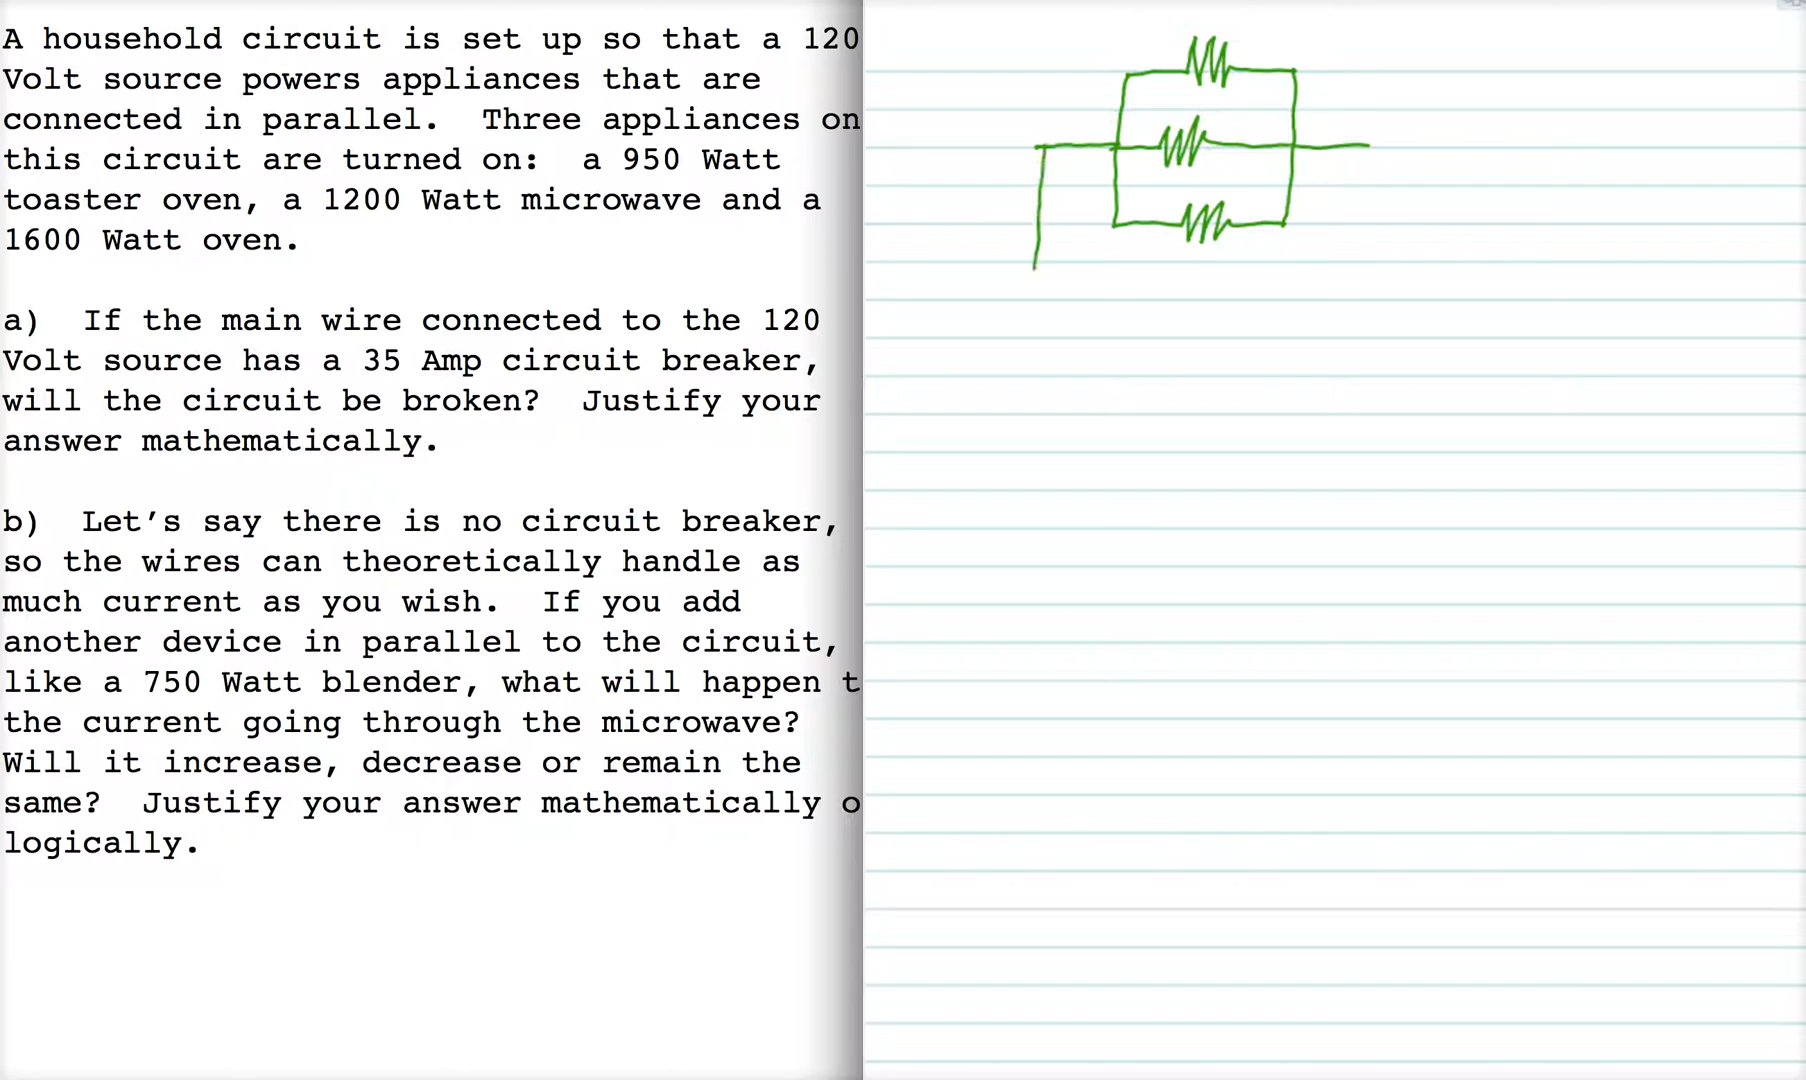 A household circuit is set up so that a 120
Volt source powers appliances that are
connected in parallel. Three appliances on
this circuit are turned on: a 950 Watt
toaster oven, a 1200 Watt microwave and a
1600 Watt oven.
a) If the main wire connected to the 120
Volt source has a 35 Amp circuit breaker,
will the circuit be broken? Justify your
answer mathematically.
b) Let’s say there is no circuit breaker,
so the wires can theoretically handle as
much current as you wish. If you add
another device in parallel to the circuit,
like a 750 Watt blender, what will happen t
the current going through the microwave?
Will it increase, decrease or remain the
same? Justify your answer mathematically o
logically.